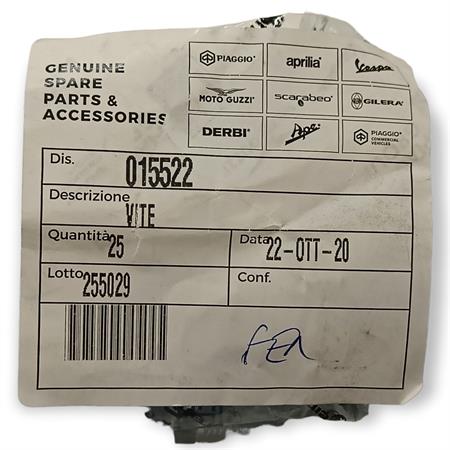 GENUINE
SPARE
PARTS &
ACCESSORIES
PIAGGIO
aprilia
Vespa
MOTO GUZZI
scarabeo
GILERA
DERBI
Ape
PIAGGIO
COMMERCIAL
VEHICLES
Dis. 015522
Descrizione
VITE
Quantità 25
Data 22-OTT-20
Lotto 255029
Conf.